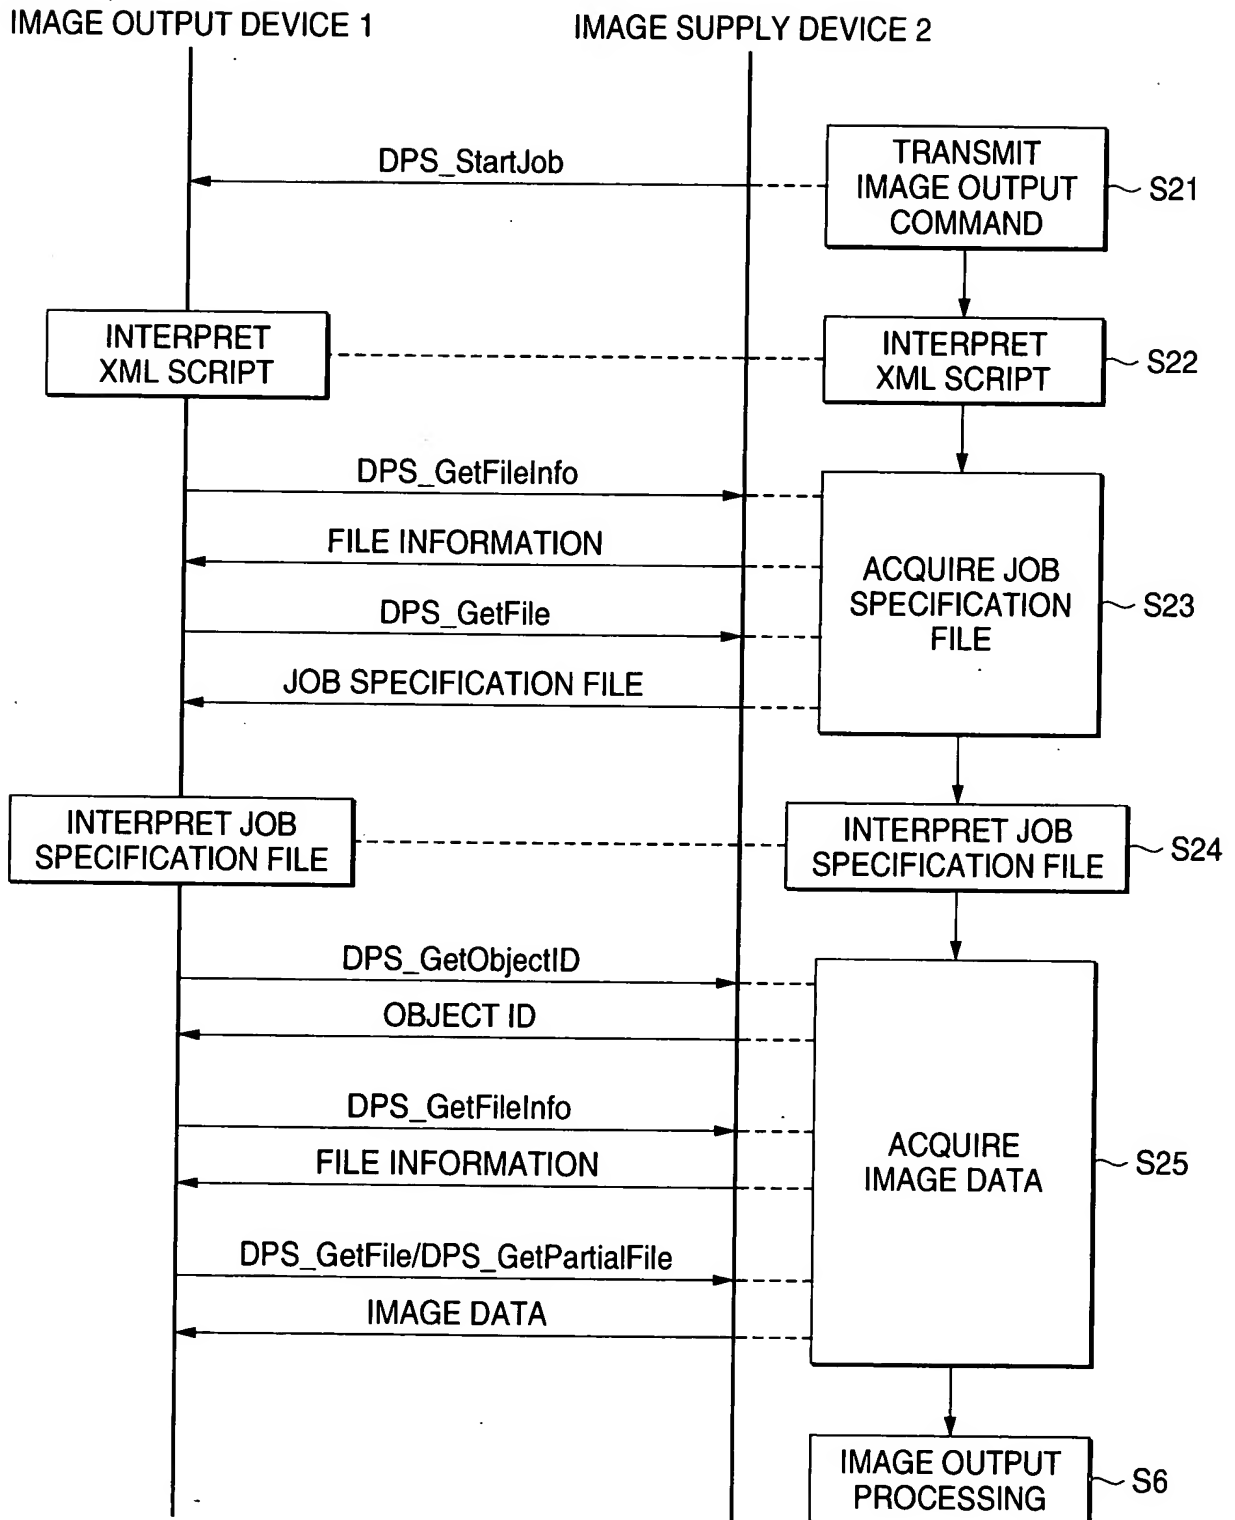 IMAGE OUTPUT DEVICE 1
IMAGE SUPPLY DEVICE 2
DPS_StartJob
TRANSMIT
IMAGE OUTPUT
COMMAND
S21
INTERPRET
XML SCRIPT
INTERPRET
XML SCRIPT
S22
DPS_GetFileInfo
FILE INFORMATION
DPS_GetFile
JOB SPECIFICATION FILE
ACQUIRE JOB
SPECIFICATION
FILE
S23
INTERPRET JOB
SPECIFICATION FILE
INTERPRET JOB
SPECIFICATION FILE
S24
DPS_GetObjectID
OBJECT ID
DPS_GetFileInfo
FILE INFORMATION
DPS_GetFile/DPS_GetPartialFile
IMAGE DATA
ACQUIRE
IMAGE DATA
S25
IMAGE OUTPUT
PROCESSING
S6